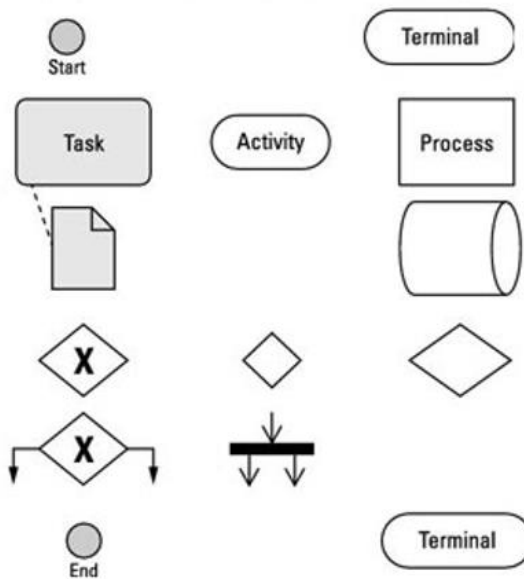 Terminal
Start
Task
Activity
Process
X
X
Terminal
End